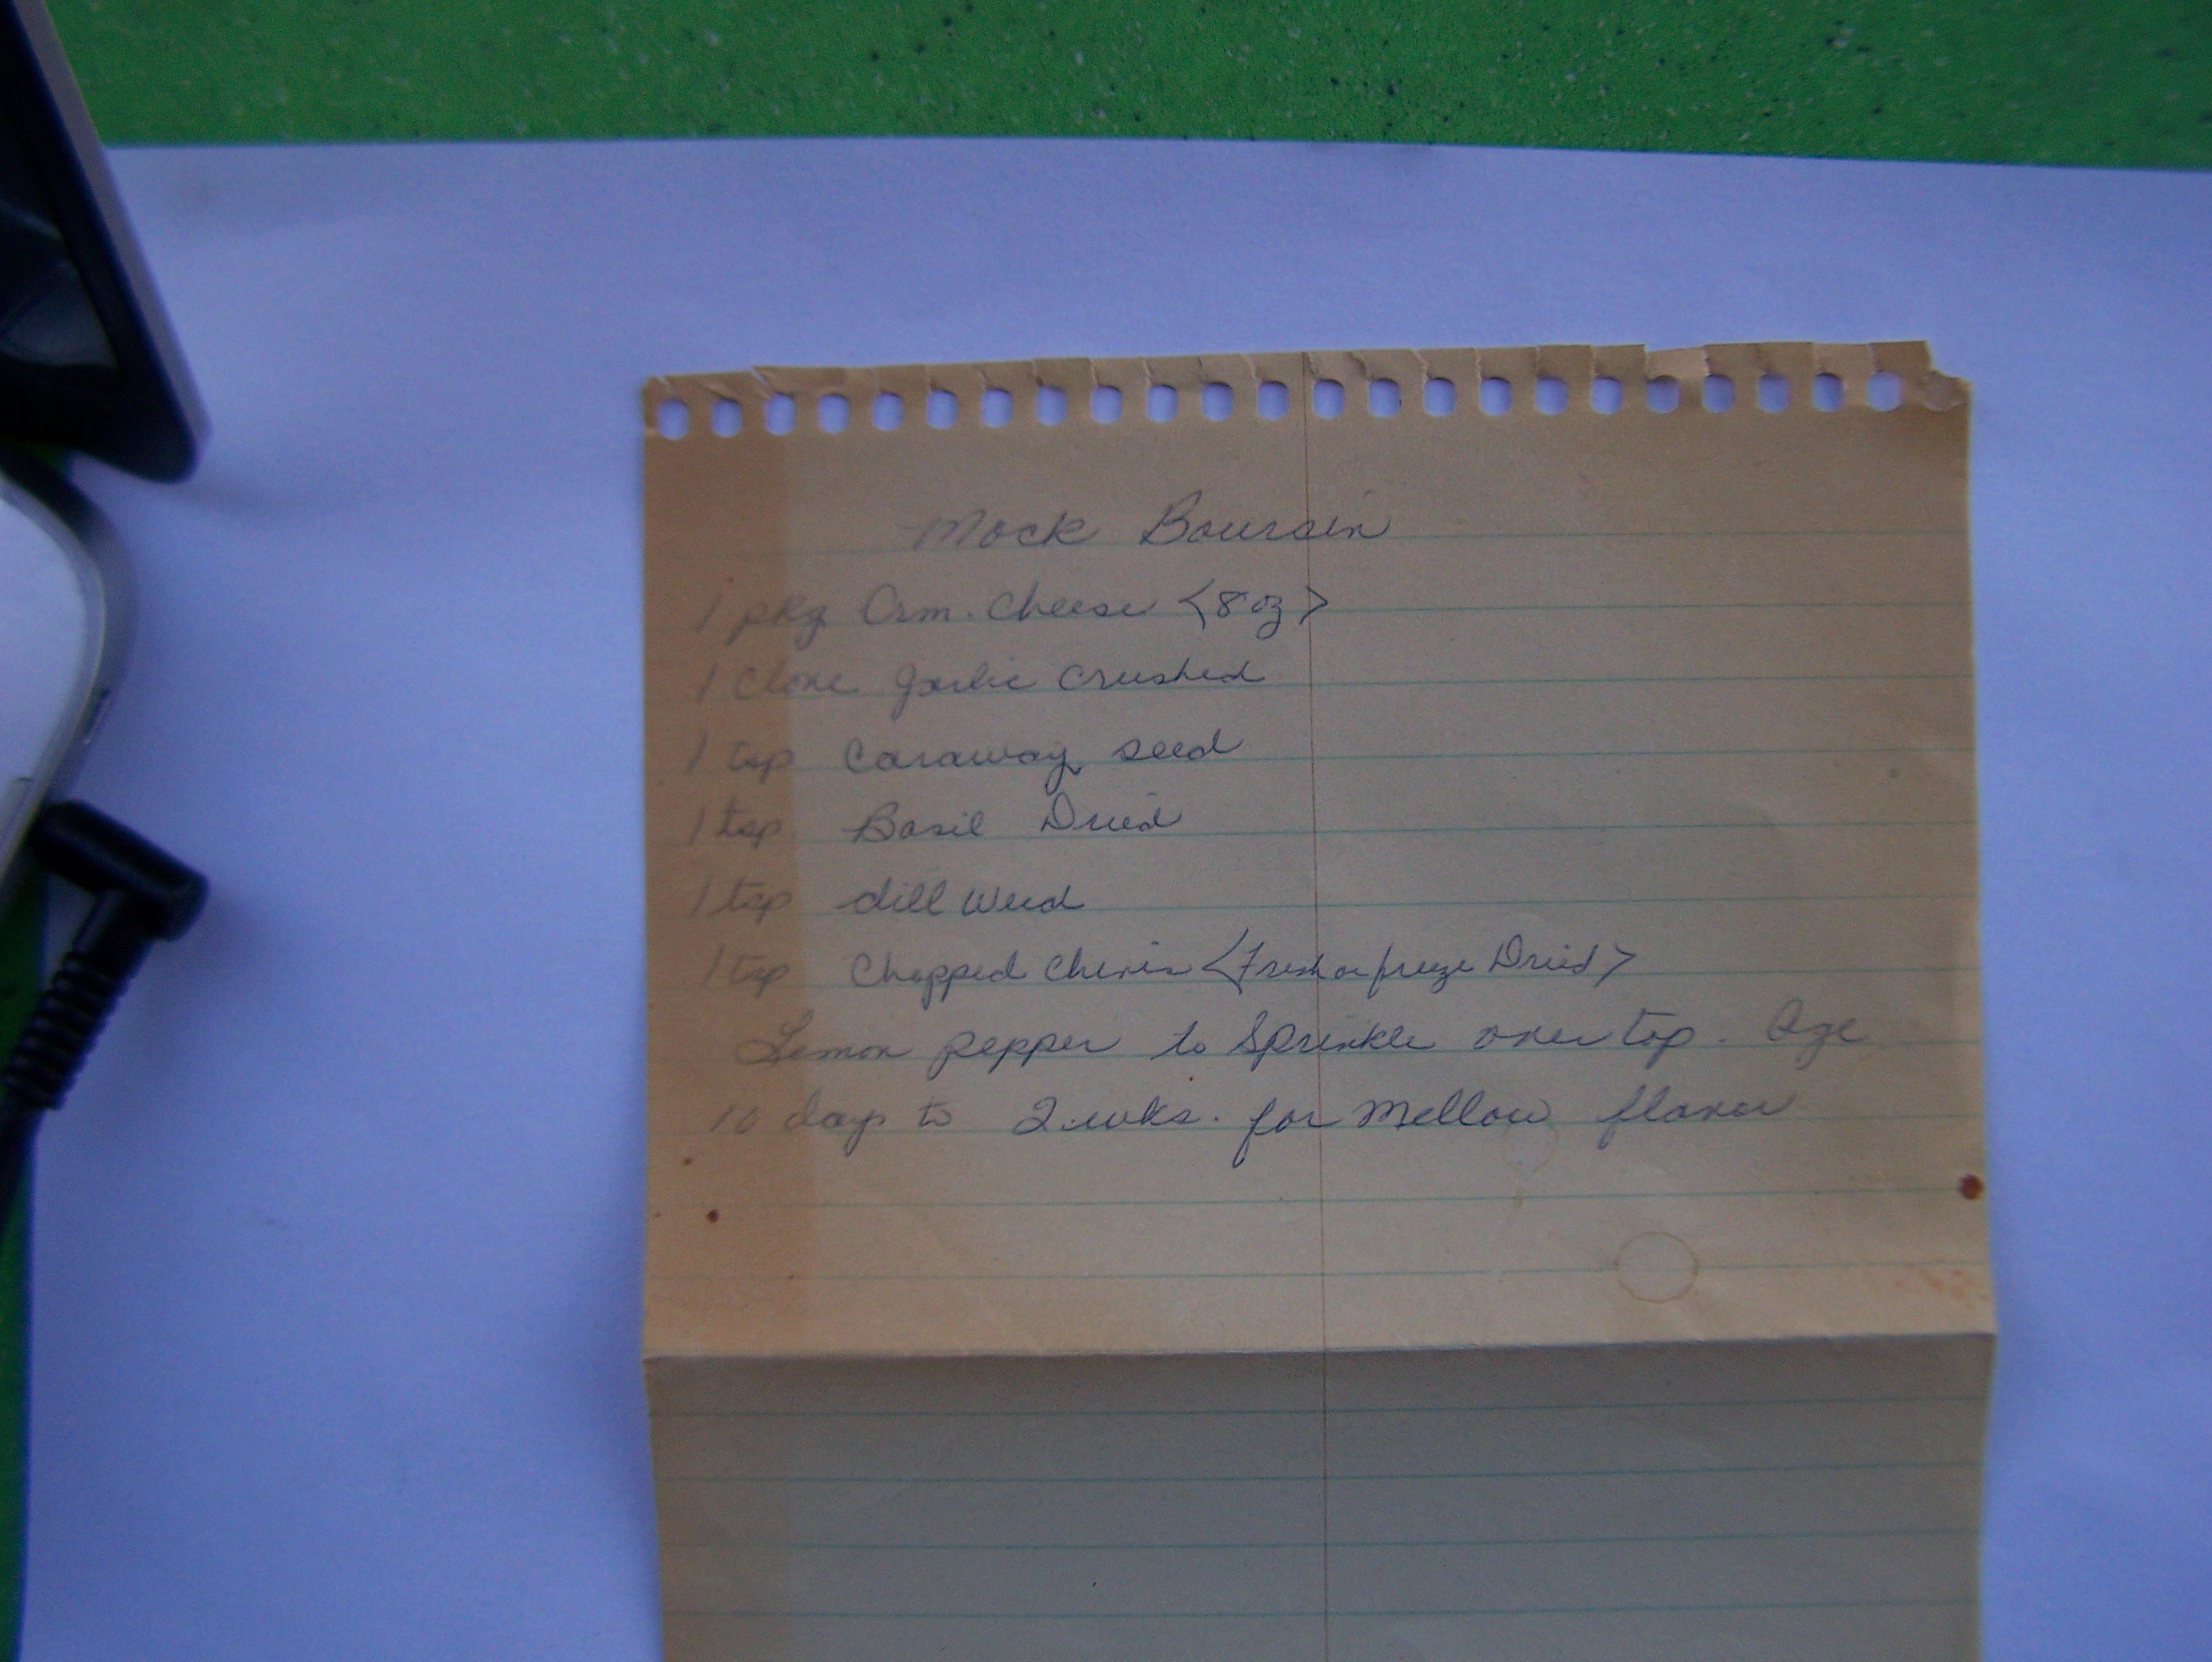 Mock Boursin
1 pkg Crm. Cheese <8 oz>
1 Clove garlic crushed
1 tsp Caraway seed
1 tsp. Basil Dried
1 tsp dill weed
1 tsp Chopped Chives <Fresh or freeze Dried>
Lemon pepper to Sprinkle over top. Age
10 days to 2 wks. for Mellow flavor